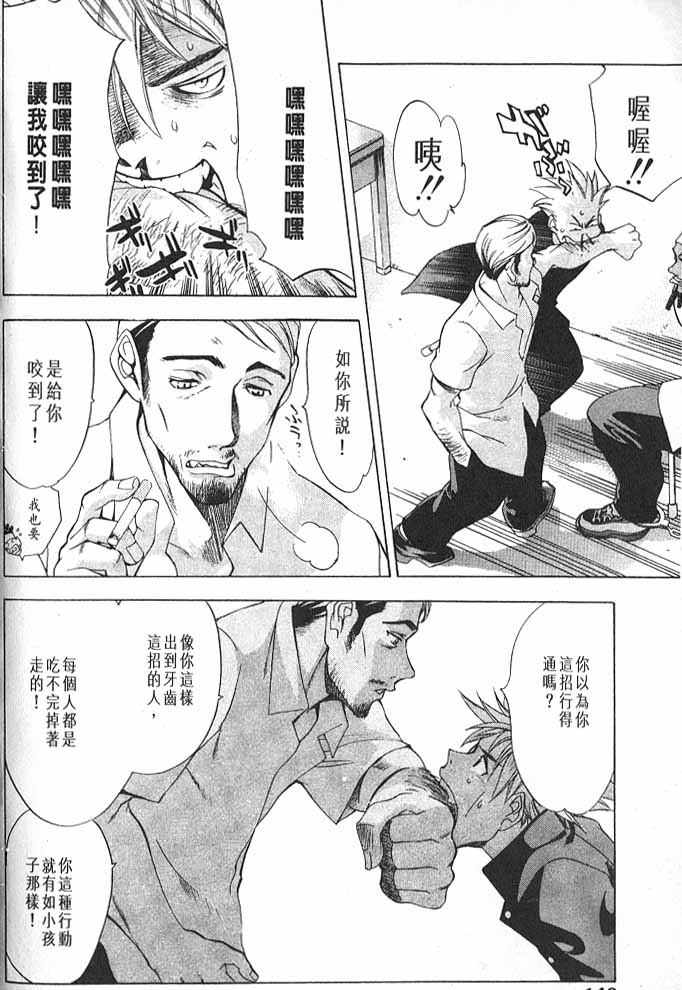 喔喔!!
咦!!
嘿嘿嘿嘿嘿嘿
嘿嘿嘿嘿嘿
讓我咬到了！
如你所說！
是給你
咬到了！
我也要
你以為你
這招行得
通嗎？
像你這樣
出到牙齒
這招的人，
每個人都是
吃不完掉著
走的！
你這種行動
就有如小孩
子那樣！